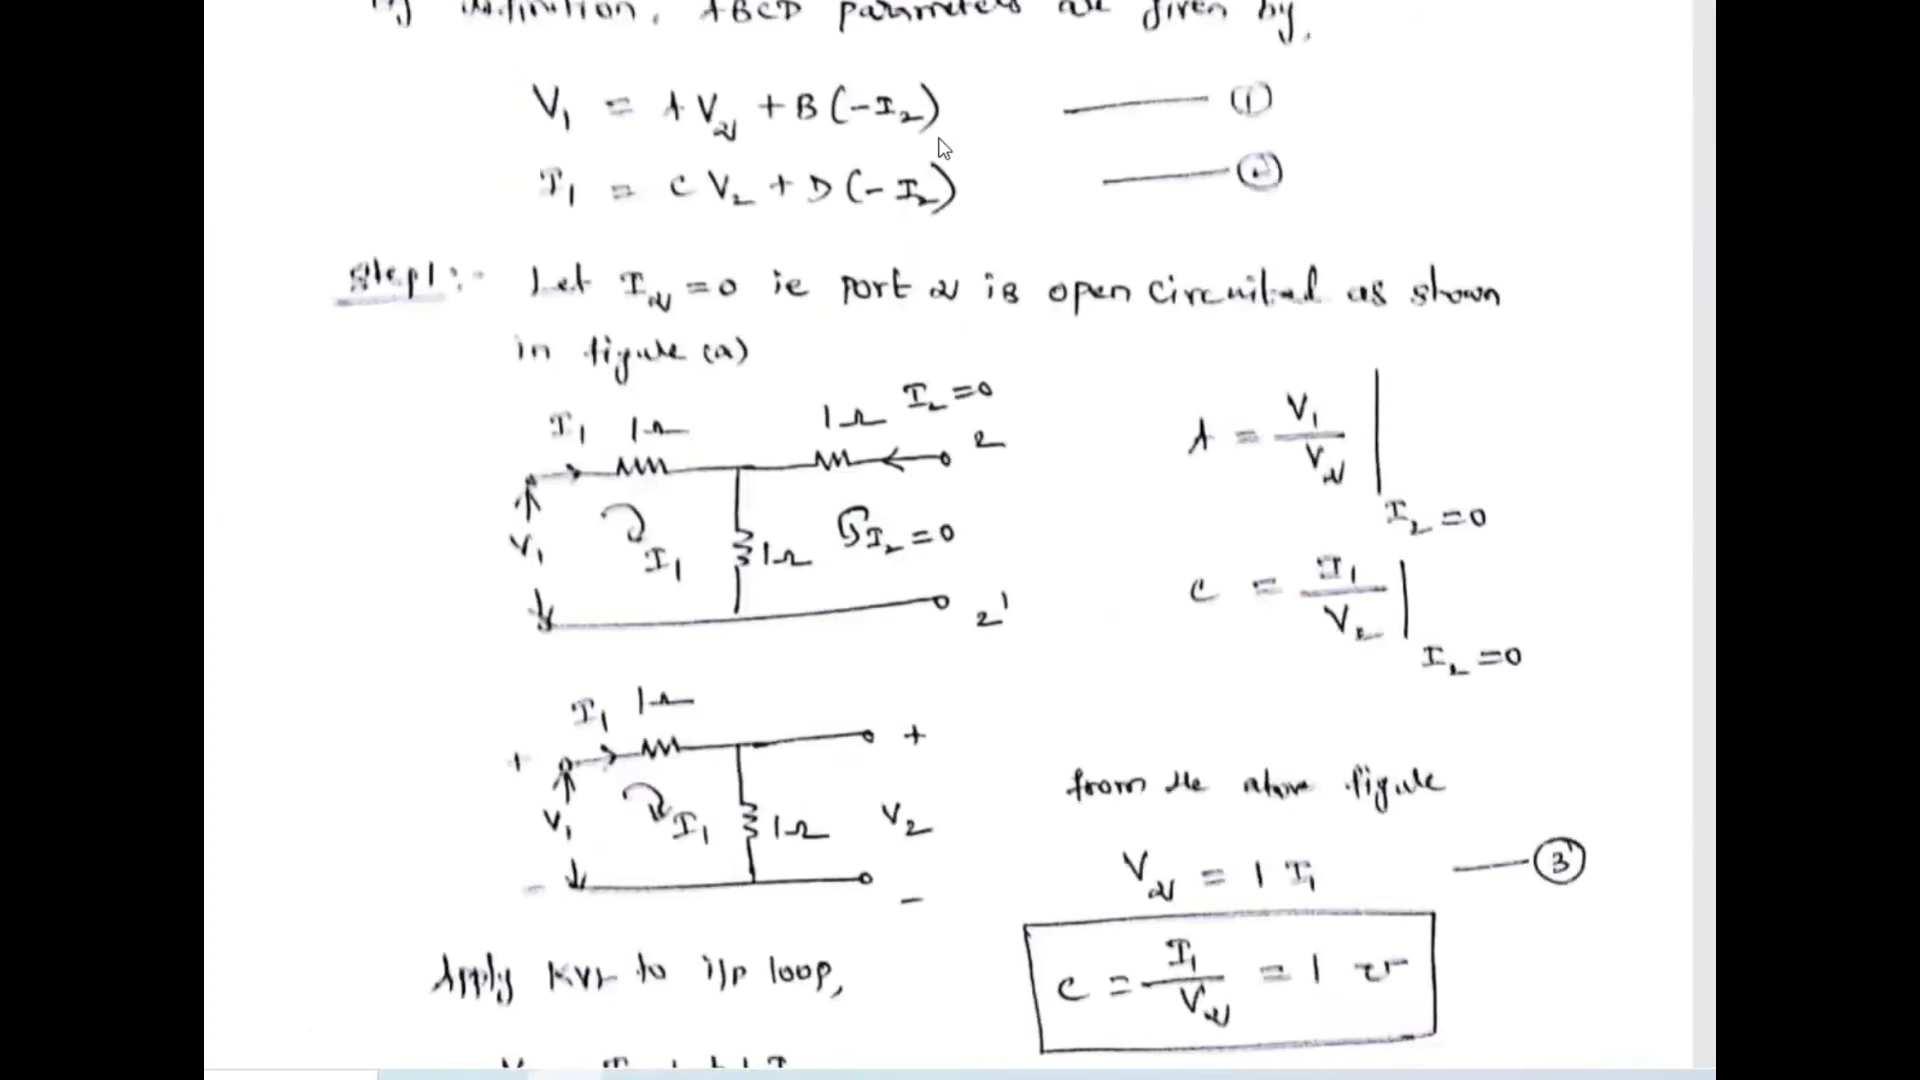 By definition, ABCD parameters are given by,
V₁ = A V₂ + B (-I₂) ——— ①
I₁ = C V₂ + D (-I₂) ——— ②
Step1:- Let I₂ = 0 ie port 2 is open circuited as shown
in figure (a)
I₁ 1Ω 1Ω I₂ = 0
2
V₁ I₁ 1Ω I₂ = 0
2'
A = V₁/V₂ | I₂ = 0
C = I₁/V₂ | I₂ = 0
I₁ 1Ω
+ +
V₁ I₁ 1Ω V₂
- -
from the above figure
V₂ = 1 I₁ ——— ③
C = I₁/V₂ = 1 ℧
Apply KVL to i/p loop,